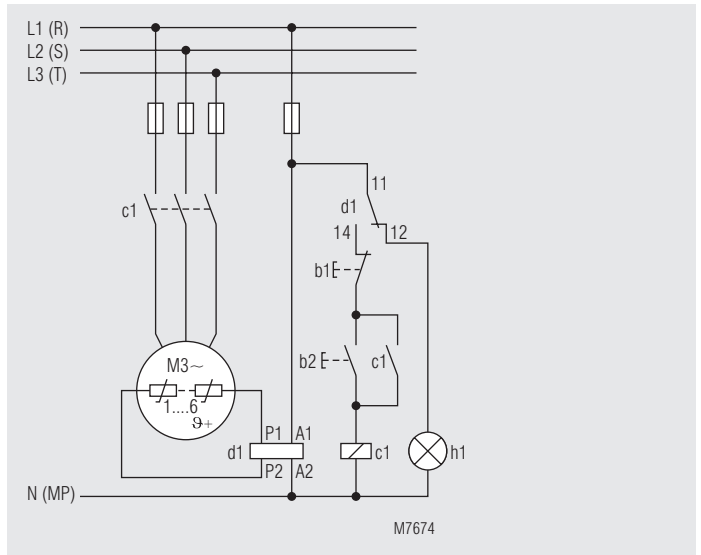 L1 (R)
L2 (S)
L3 (T)
11
c1
d1
14
12
b1
M3~
b2
c1
1....6
ϑ+
P1
A1
d1
c1
h1
P2
A2
N (MP)
M7674